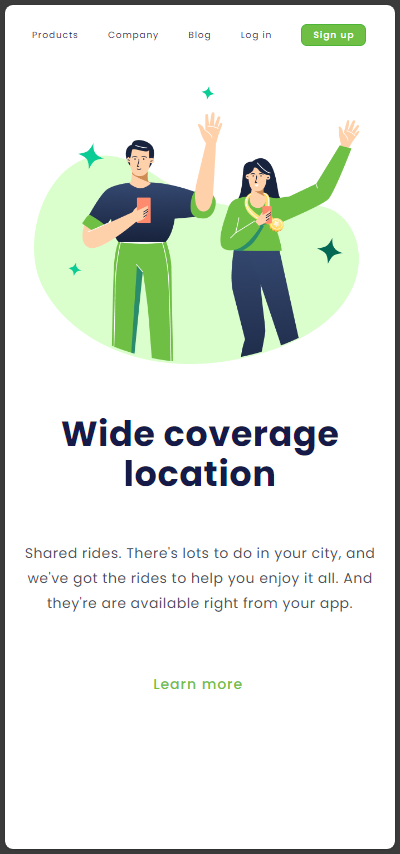 Products Company Blog Log in Sign up
Wide coverage
location
Shared rides. There's lots to do in your city, and
we've got the rides to help you enjoy it all. And
they're are available right from your app.
Learn more